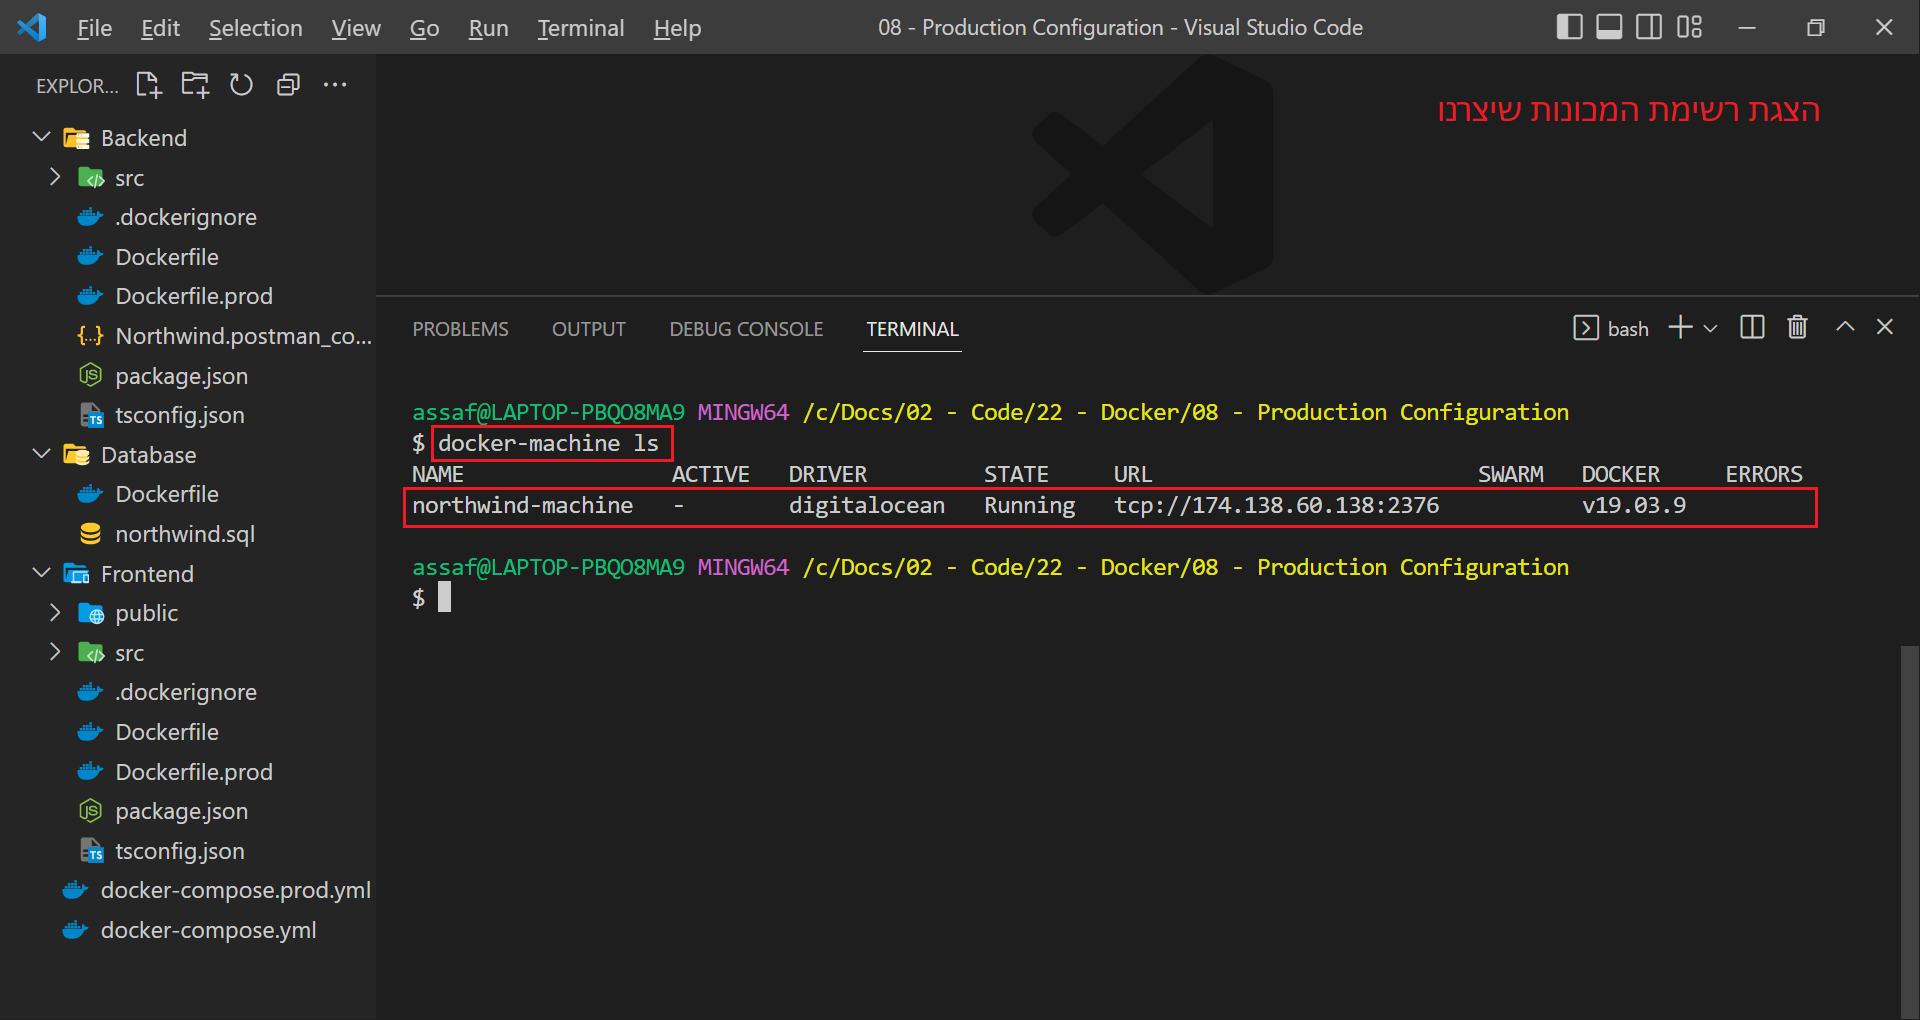 File Edit Selection View Go Run Terminal Help
08 - Production Configuration - Visual Studio Code
EXPLOR...
Backend
src
.dockerignore
Dockerfile
Dockerfile.prod
Northwind.postman_co...
package.json
tsconfig.json
Database
Dockerfile
northwind.sql
Frontend
public
src
.dockerignore
Dockerfile
Dockerfile.prod
package.json
tsconfig.json
docker-compose.prod.yml
docker-compose.yml
הצגת רשימת המכונות שיצרנו
PROBLEMS OUTPUT DEBUG CONSOLE TERMINAL
bash
assaf@LAPTOP-PBQO8MA9 MINGW64 /c/Docs/02 - Code/22 - Docker/08 - Production Configuration
$ docker-machine ls
NAME ACTIVE DRIVER STATE URL SWARM DOCKER ERRORS
northwind-machine - digitalocean Running tcp://174.138.60.138:2376 v19.03.9
assaf@LAPTOP-PBQO8MA9 MINGW64 /c/Docs/02 - Code/22 - Docker/08 - Production Configuration
$